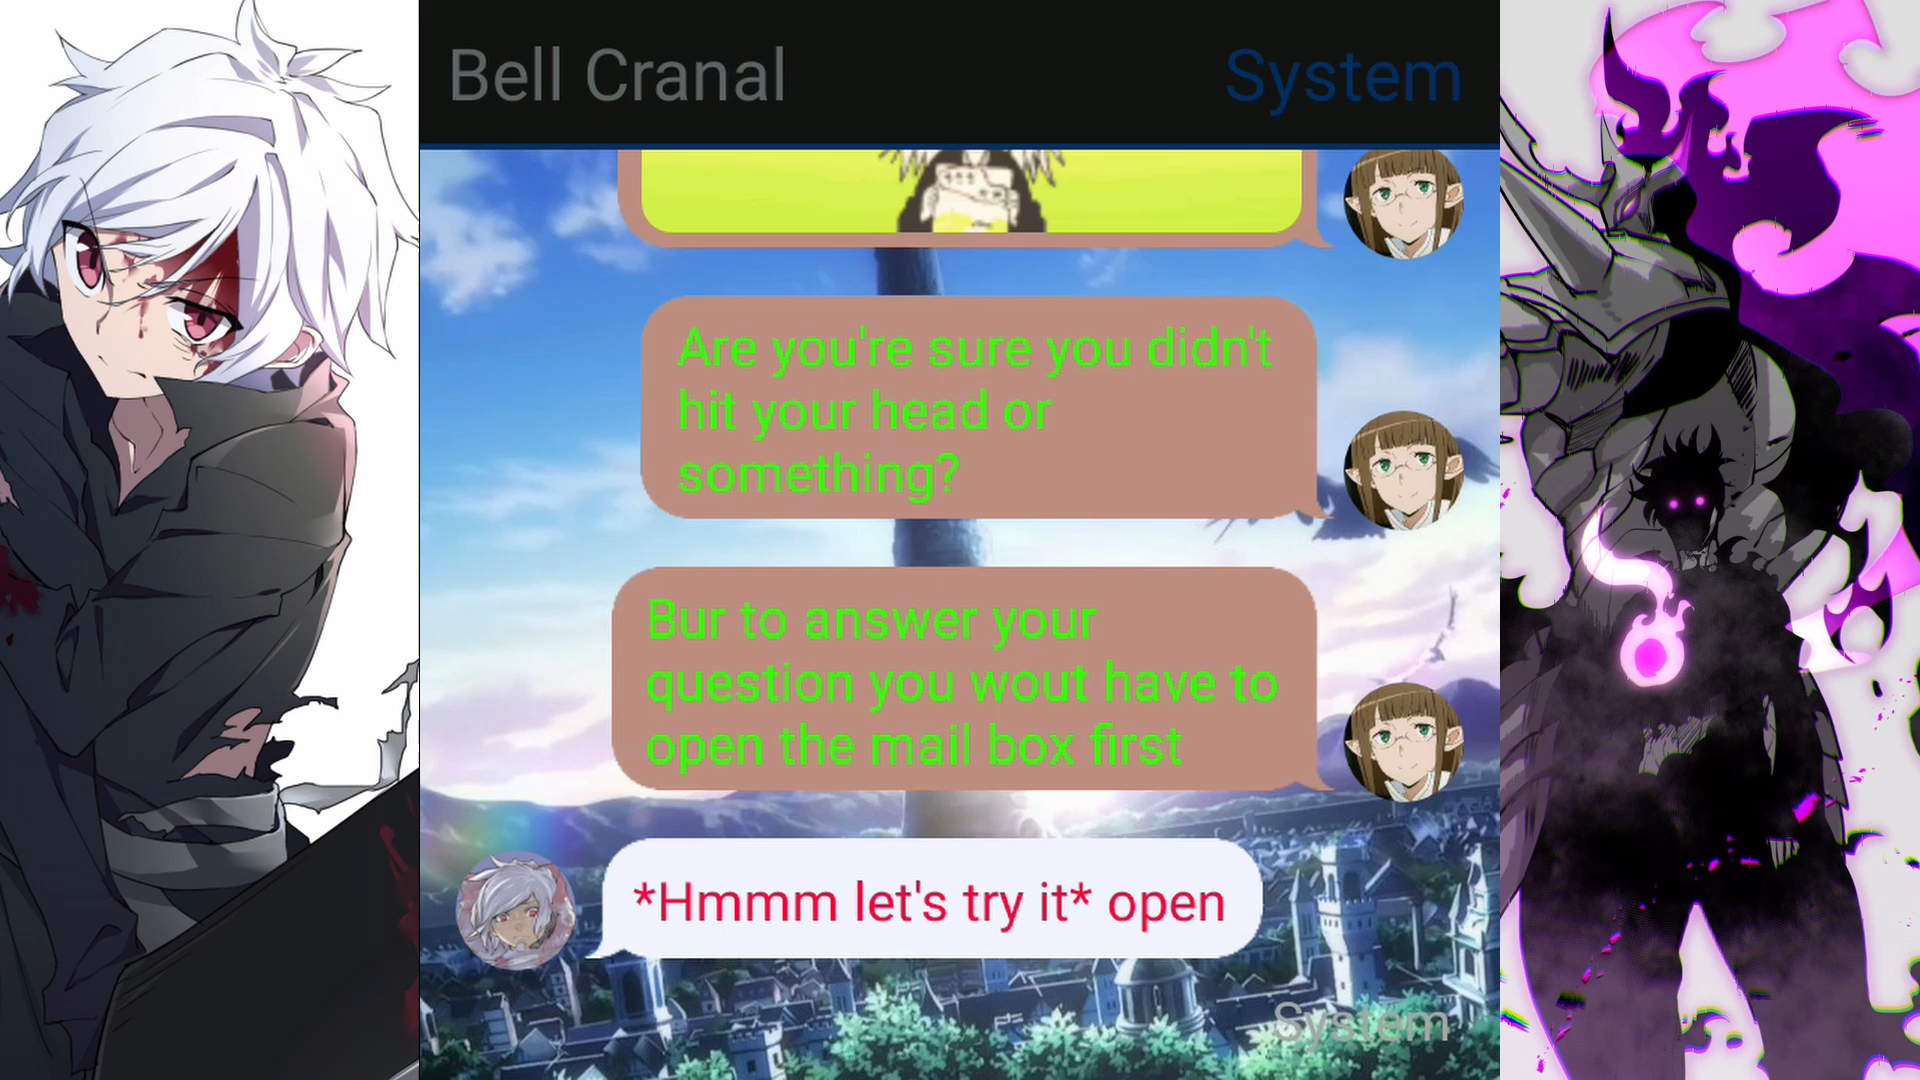 Bell Cranal
System
Are you're sure you didn't
hit your head or
something?
Bur to answer your
question you wout have to
open the mail box first
*Hmmm let's try it* open
System